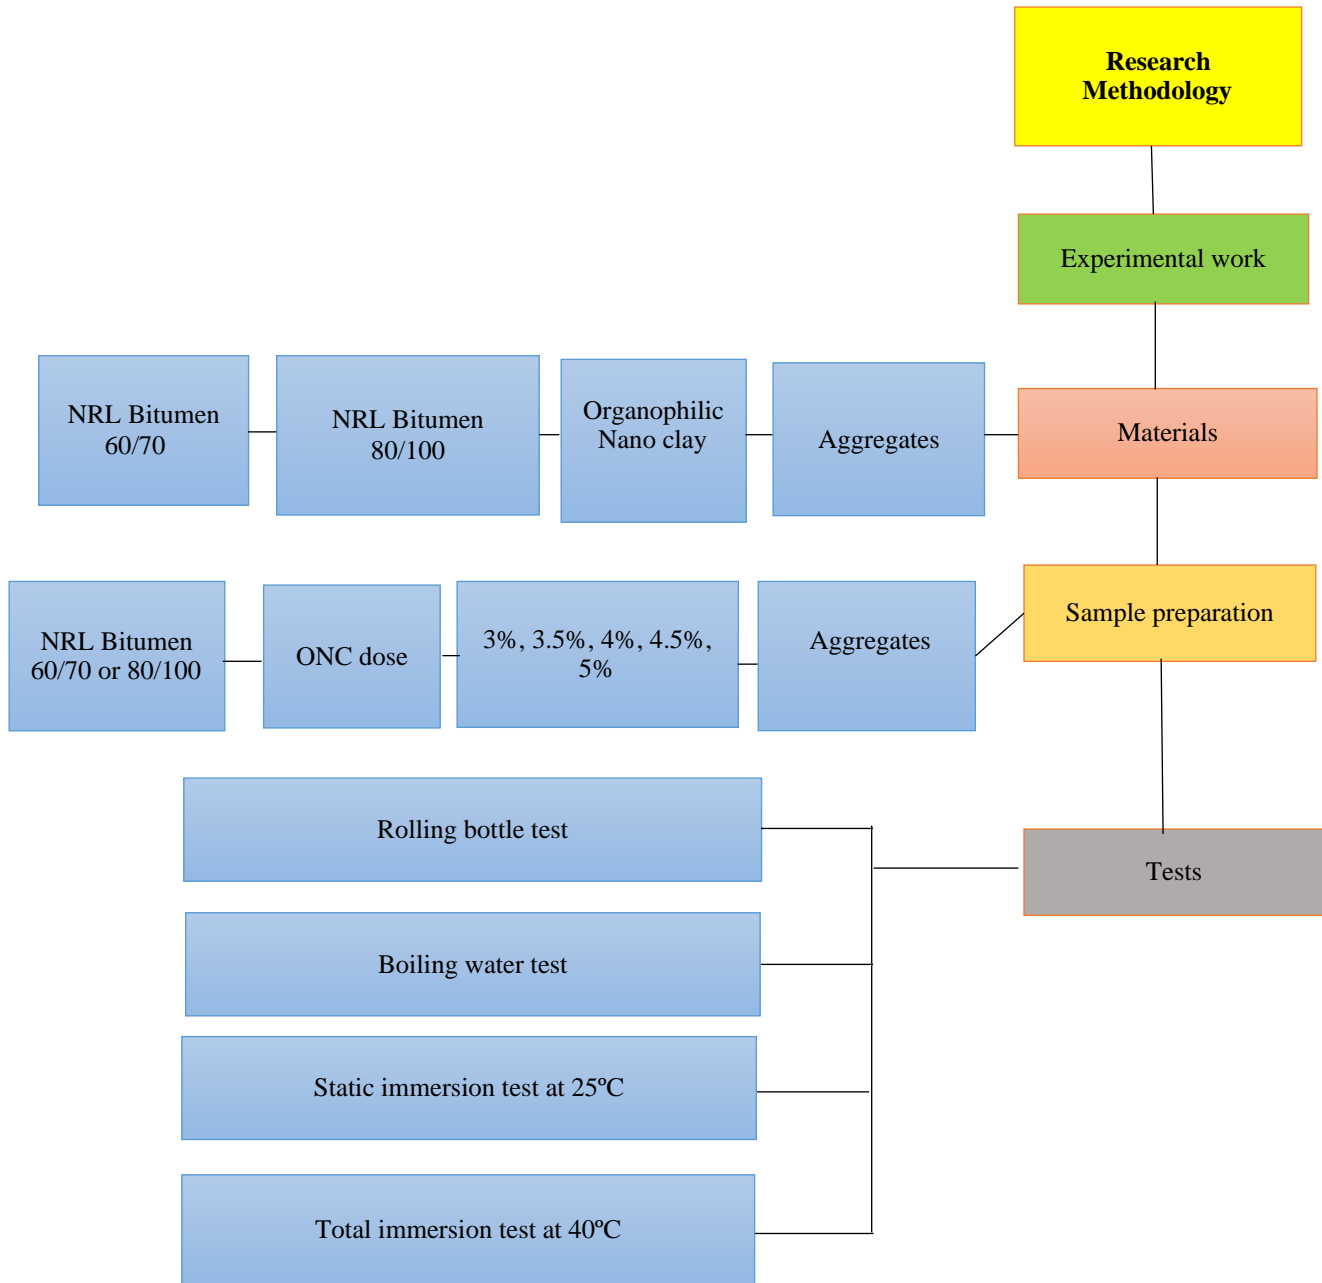 Research
Methodology
Experimental work
NRL Bitumen
60/70
NRL Bitumen
80/100
Organophilic
Nano clay
Aggregates
Materials
NRL Bitumen
60/70 or 80/100
ONC dose
3%, 3.5%, 4%, 4.5%,
5%
Aggregates
Sample preparation
Rolling bottle test
Tests
Boiling water test
Static immersion test at 25ºC
Total immersion test at 40ºC